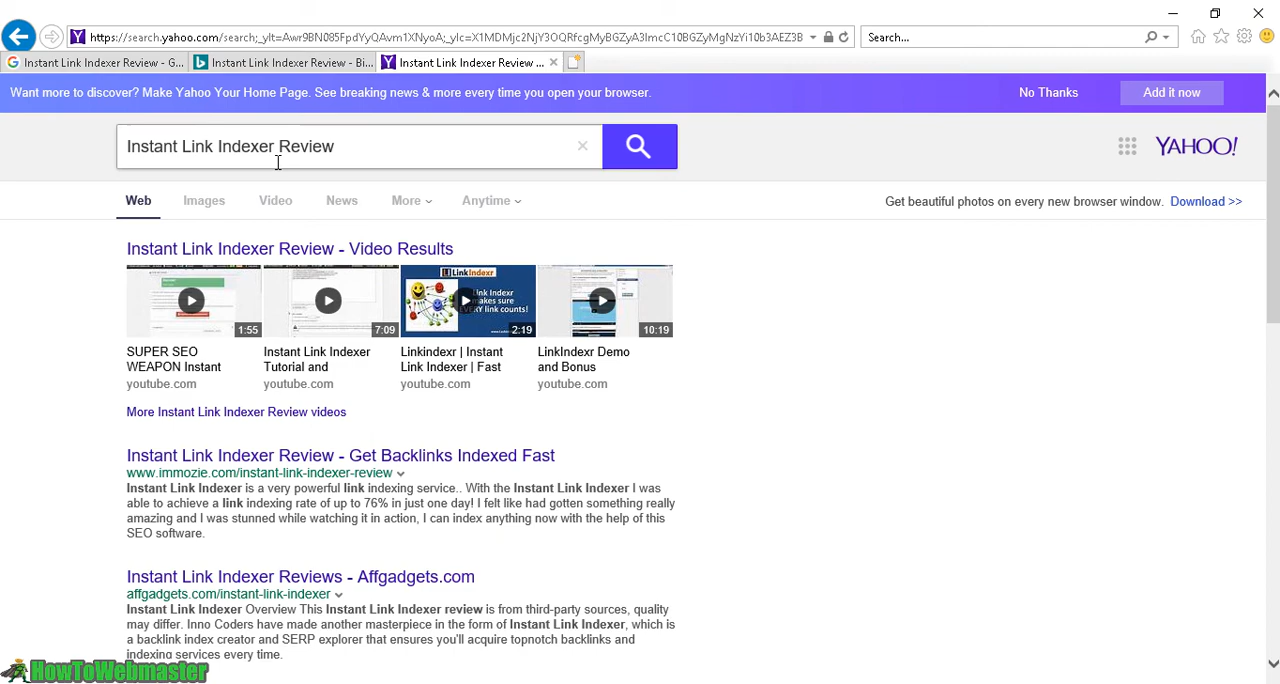 https://search.yahoo.com/search;_ylt=Awr9BN085FpdYyQAvm1XNyoA;_ylc=X1MDMjc2NjY3OQRfcgMyBGZyA3ImcC10BGZyMgNzYi10b3AEZ3B
Search...
Instant Link Indexer Review - G...
Instant Link Indexer Review - Bi...
Instant Link Indexer Review ...
Want more to discover? Make Yahoo Your Home Page. See breaking news & more every time you open your browser.
No Thanks
Add it now
Instant Link Indexer Review
YAHOO!
Web
Images
Video
News
More
Anytime
Get beautiful photos on every new browser window. Download >>
Instant Link Indexer Review - Video Results
1:55
7:09
LinkIndexr
Link Indexr
makes sure
EVERY link counts!
2:19
10:19
SUPER SEO
WEAPON Instant
youtube.com
Instant Link Indexer
Tutorial and
youtube.com
Linkindexr | Instant
Link Indexer | Fast
youtube.com
LinkIndexr Demo
and Bonus
youtube.com
More Instant Link Indexer Review videos
Instant Link Indexer Review - Get Backlinks Indexed Fast
www.immozie.com/instant-link-indexer-review
Instant Link Indexer is a very powerful link indexing service.. With the Instant Link Indexer I was
able to achieve a link indexing rate of up to 76% in just one day! I felt like had gotten something really
amazing and I was stunned while watching it in action, I can index anything now with the help of this
SEO software.
Instant Link Indexer Reviews - Affgadgets.com
affgadgets.com/instant-link-indexer
Instant Link Indexer Overview This Instant Link Indexer review is from third-party sources, quality
may differ. Inno Coders have made another masterpiece in the form of Instant Link Indexer, which is
a backlink index creator and SERP explorer that ensures you'll acquire topnotch backlinks and
indexing services every time.
HowToWebmaster